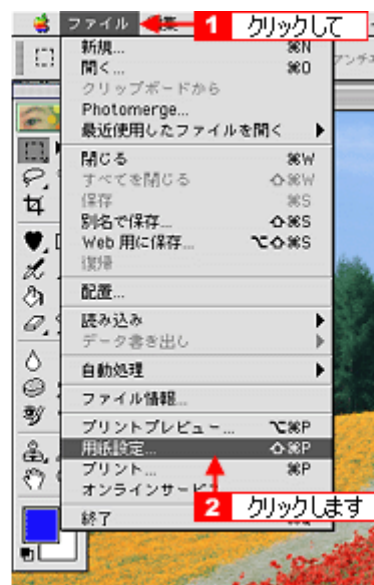 ファイル 1 クリックして
新規... ⌘N
開く... ⌘O
クリップボードから
Photomerge...
最近使用したファイルを開く
閉じる ⌘W
すべてを閉じる ⇧⌘W
保存 ⌘S
別名で保存... ⇧⌘S
Web 用に保存... ⌥⇧⌘S
復帰
配置...
読み込み
データ書き出し
自動処理
ファイル情報...
プリントプレビュー... ⌥⌘P
用紙設定... ⇧⌘P
プリント... ⌘P
オンラインサービス
2 クリックします
終了